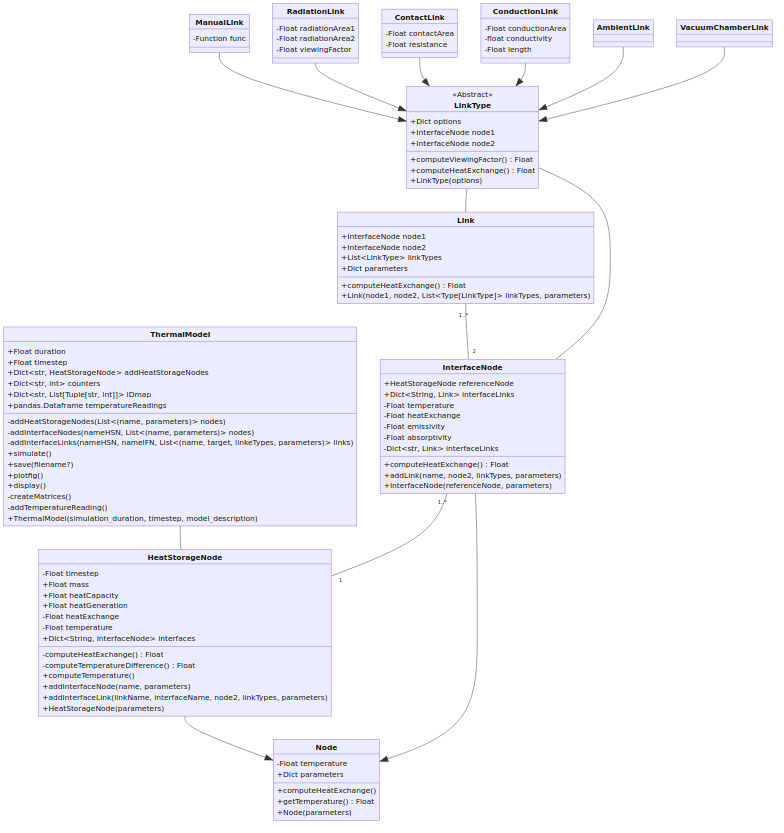 ManualLink
-Function func
RadiationLink
-Float radiationArea1
-Float radiationArea2
-Float viewingFactor
ContactLink
-Float contactArea
-Float resistance
ConductionLink
-Float conductionArea
-float conductivity
-Float length
AmbientLink
VacuumChamberLink
«Abstract»
LinkType
+Dict options
+InterfaceNode node1
+InterfaceNode node2
+computeViewingFactor() : Float
+computeHeatExchange() : Float
+LinkType(options)
Link
+InterfaceNode node1
+InterfaceNode node2
+List<LinkType> linkTypes
+Dict parameters
+computeHeatExchange() : Float
+Link(node1, node2, List<Type[LinkType]> linkTypes, parameters)
1..*
2
ThermalModel
+Float duration
+Float timestep
+Dict<str, HeatStorageNode> addHeatStorageNodes
+Dict<str, int> counters
+Dict<str, List[Tuple[str, int]]> IDmap
+pandas.Dataframe temperatureReadings
-addHeatStorageNodes(List<(name, parameters)> nodes)
-addInterfaceNodes(nameHSN, List<(name, parameters)> nodes)
-addInterfaceLinks(nameHSN, nameIFN, List<(name, target, linkeTypes, parameters)> links)
+simulate()
+save(filename?)
+plotfig()
+display()
-createMatrices()
-addTemperatureReading()
+ThermalModel(simulation_duration, timestep, model_description)
InterfaceNode
+HeatStorageNode referenceNode
+Dict<String, Link> interfaceLinks
-Float temperature
-Float heatExchange
-Float emissivity
-Float absorptivity
-Dict<str, Link> interfaceLinks
+computeHeatExchange() : Float
+addLink(name, node2, linkTypes, parameters)
+InterfaceNode(referenceNode, parameters)
1..*
1
HeatStorageNode
-Float timestep
+Float mass
+Float heatCapacity
+Float heatGeneration
-Float heatExchange
-Float temperature
+Dict<String, InterfaceNode> interfaces
-computeHeatExchange() : Float
-computeTemperatureDifference() : Float
+computeTemperature()
+addInterfaceNode(name, parameters)
+addInterfaceLink(linkName, interfaceName, node2, linkTypes, parameters)
+HeatStorageNode(parameters)
Node
-Float temperature
+Dict parameters
+computeHeatExchange()
+getTemperature() : Float
+Node(parameters)